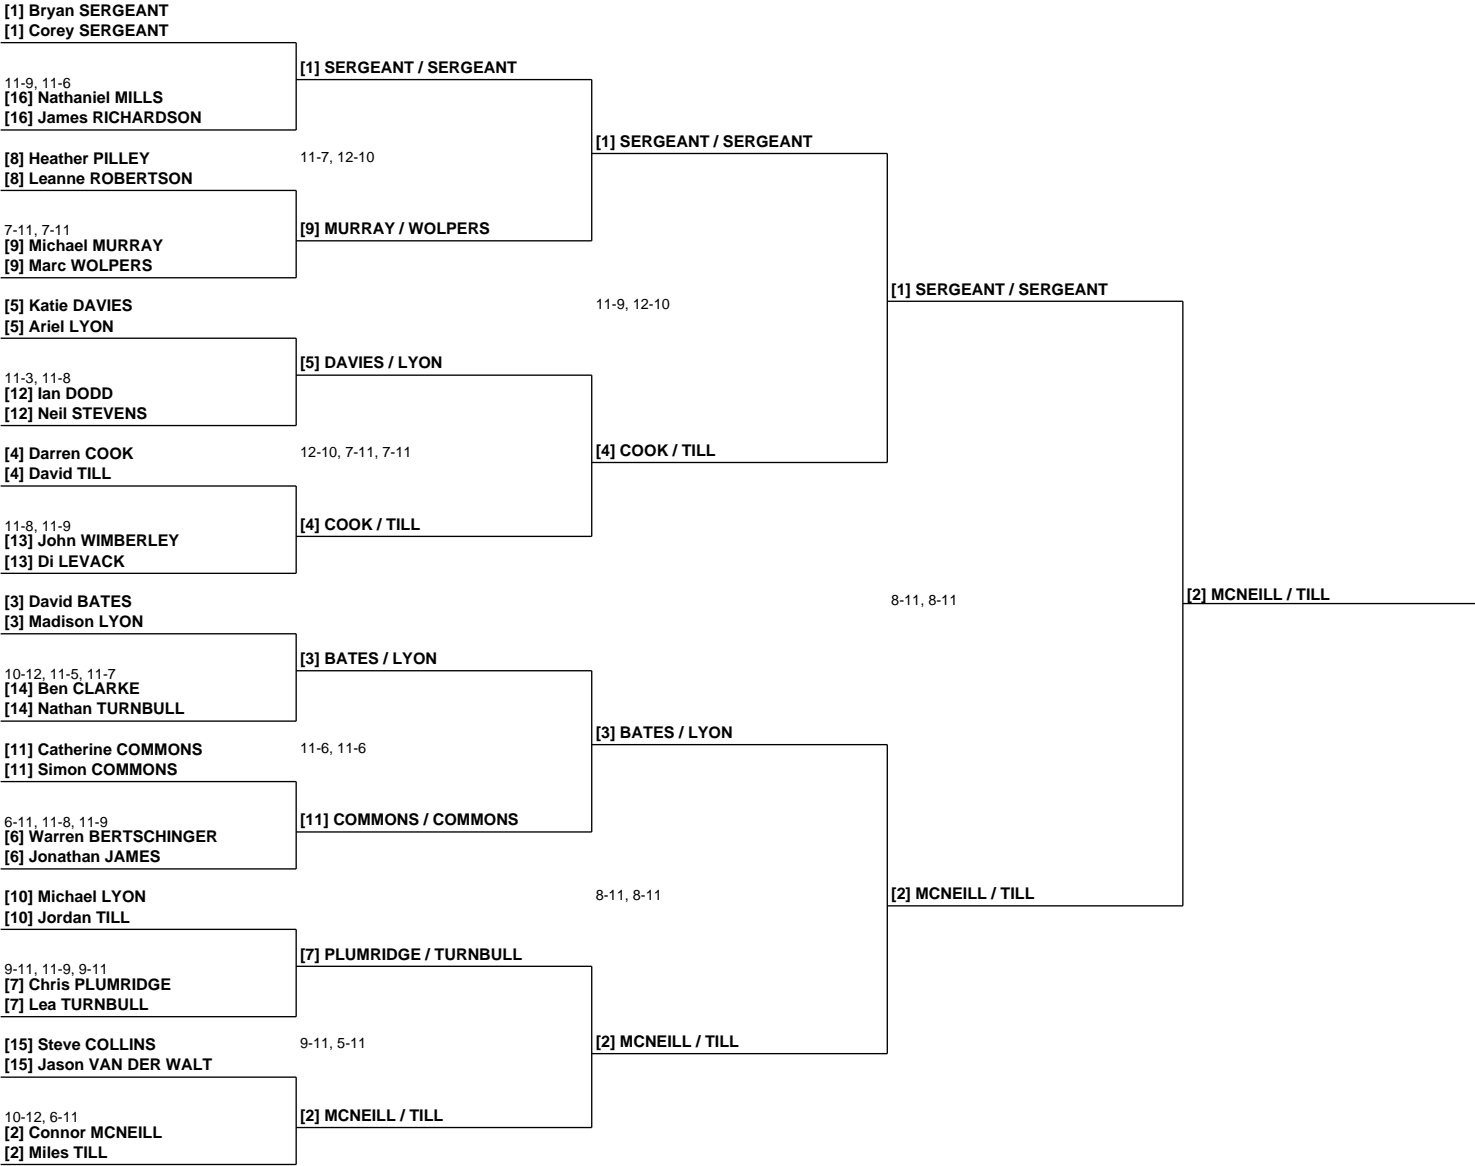 [1] Bryan SERGEANT
[1] Corey SERGEANT
11-9, 11-6
[16] Nathaniel MILLS
[16] James RICHARDSON
[8] Heather PILLEY
[8] Leanne ROBERTSON
7-11, 7-11
[9] Michael MURRAY
[9] Marc WOLPERS
[5] Katie DAVIES
[5] Ariel LYON
11-3, 11-8
[12] Ian DODD
[12] Neil STEVENS
[4] Darren COOK
[4] David TILL
11-8, 11-9
[13] John WIMBERLEY
[13] Di LEVACK
[3] David BATES
[3] Madison LYON
10-12, 11-5, 11-7
[14] Ben CLARKE
[14] Nathan TURNBULL
[11] Catherine COMMONS
[11] Simon COMMONS
6-11, 11-8, 11-9
[6] Warren BERTSCHINGER
[6] Jonathan JAMES
[10] Michael LYON
[10] Jordan TILL
9-11, 11-9, 9-11
[7] Chris PLUMRIDGE
[7] Lea TURNBULL
[15] Steve COLLINS
[15] Jason VAN DER WALT
10-12, 6-11
[2] Connor MCNEILL
[2] Miles TILL
[1] SERGEANT / SERGEANT
11-7, 12-10
[9] MURRAY / WOLPERS
[5] DAVIES / LYON
12-10, 7-11, 7-11
[4] COOK / TILL
[3] BATES / LYON
11-6, 11-6
[11] COMMONS / COMMONS
[7] PLUMRIDGE / TURNBULL
9-11, 5-11
[2] MCNEILL / TILL
[1] SERGEANT / SERGEANT
11-9, 12-10
[4] COOK / TILL
[3] BATES / LYON
8-11, 8-11
[2] MCNEILL / TILL
[1] SERGEANT / SERGEANT
8-11, 8-11
[2] MCNEILL / TILL
[2] MCNEILL / TILL